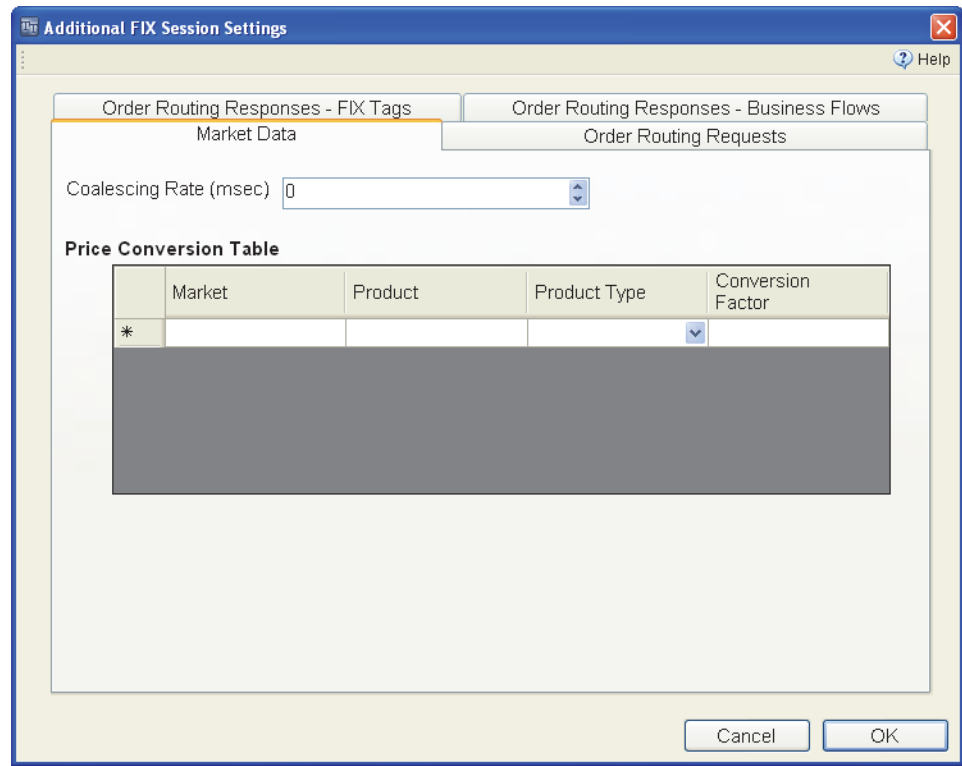 Additional FIX Session Settings
Help
Order Routing Responses - FIX Tags
Order Routing Responses - Business Flows
Market Data
Order Routing Requests
Coalescing Rate (msec) 0
Price Conversion Table
Market Product Product Type Conversion Factor
*
Cancel OK